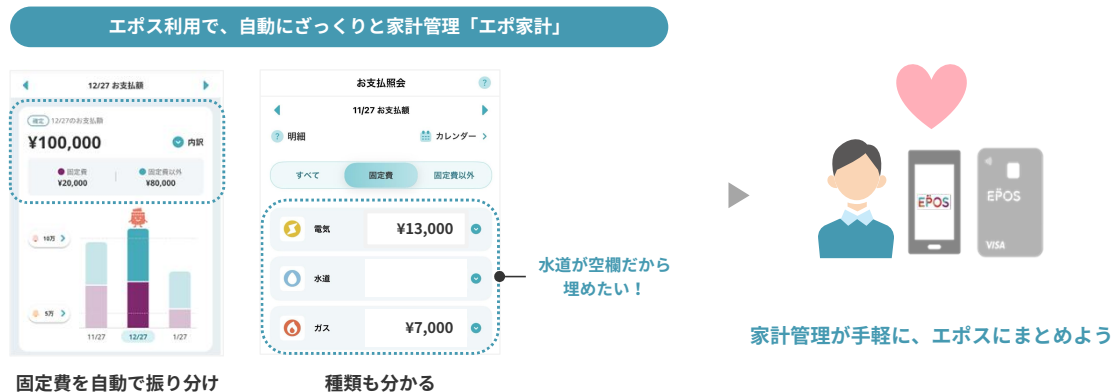 エポス利用で、自動にざっくりと家計管理「エポ家計」
12/27 お支払額
確定 12/27のお支払額
¥100,000
内訳
固定費
¥20,000
固定費以外
¥80,000
10万
5万
11/27
12/27
1/27
固定費を自動で振り分け
お支払照会
?
11/27 お支払額
? 明細
カレンダー
すべて
固定費
固定費以外
電気
¥13,000
水道
ガス
¥7,000
種類も分かる
水道が空欄だから
埋めたい！
EPOS
EPOS
VISA
家計管理が手軽に、エポスにまとめよう